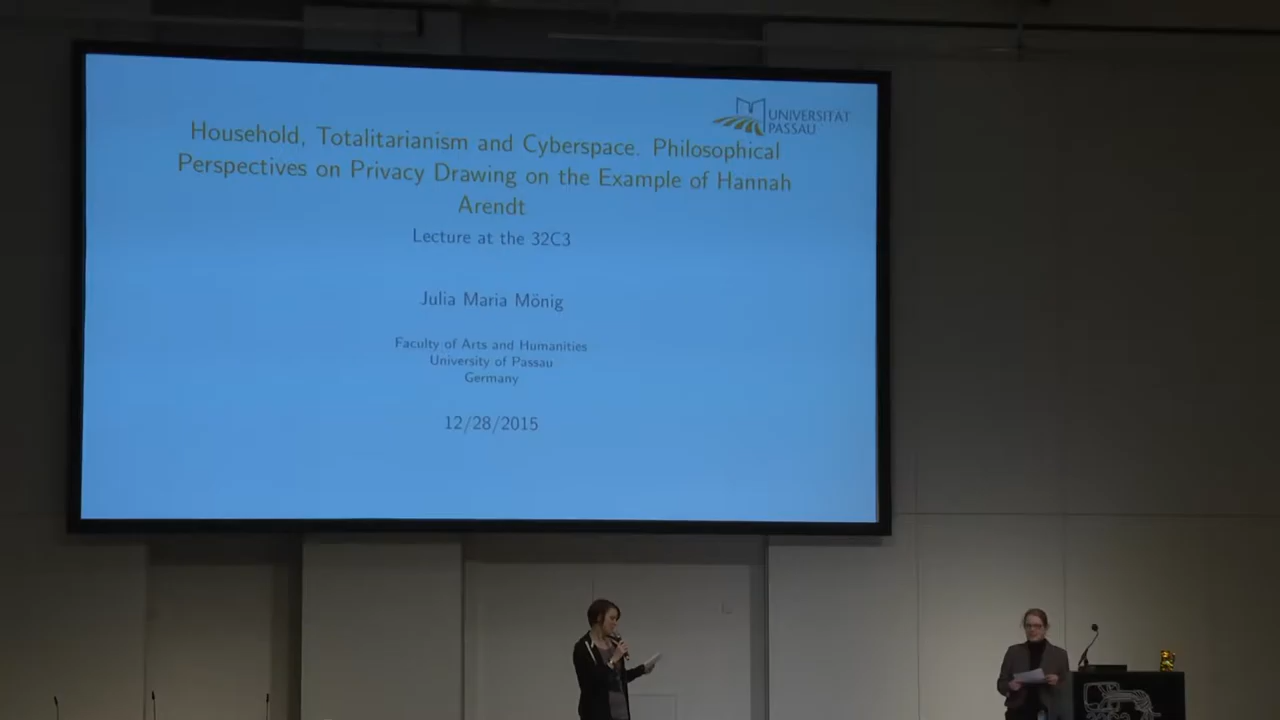 UNIVERSITÄT
PASSAU
Household, Totalitarianism and Cyberspace. Philosophical
Perspectives on Privacy Drawing on the Example of Hannah
Arendt
Lecture at the 32C3
Julia Maria Mönig
Faculty of Arts and Humanities
University of Passau
Germany
12/28/2015